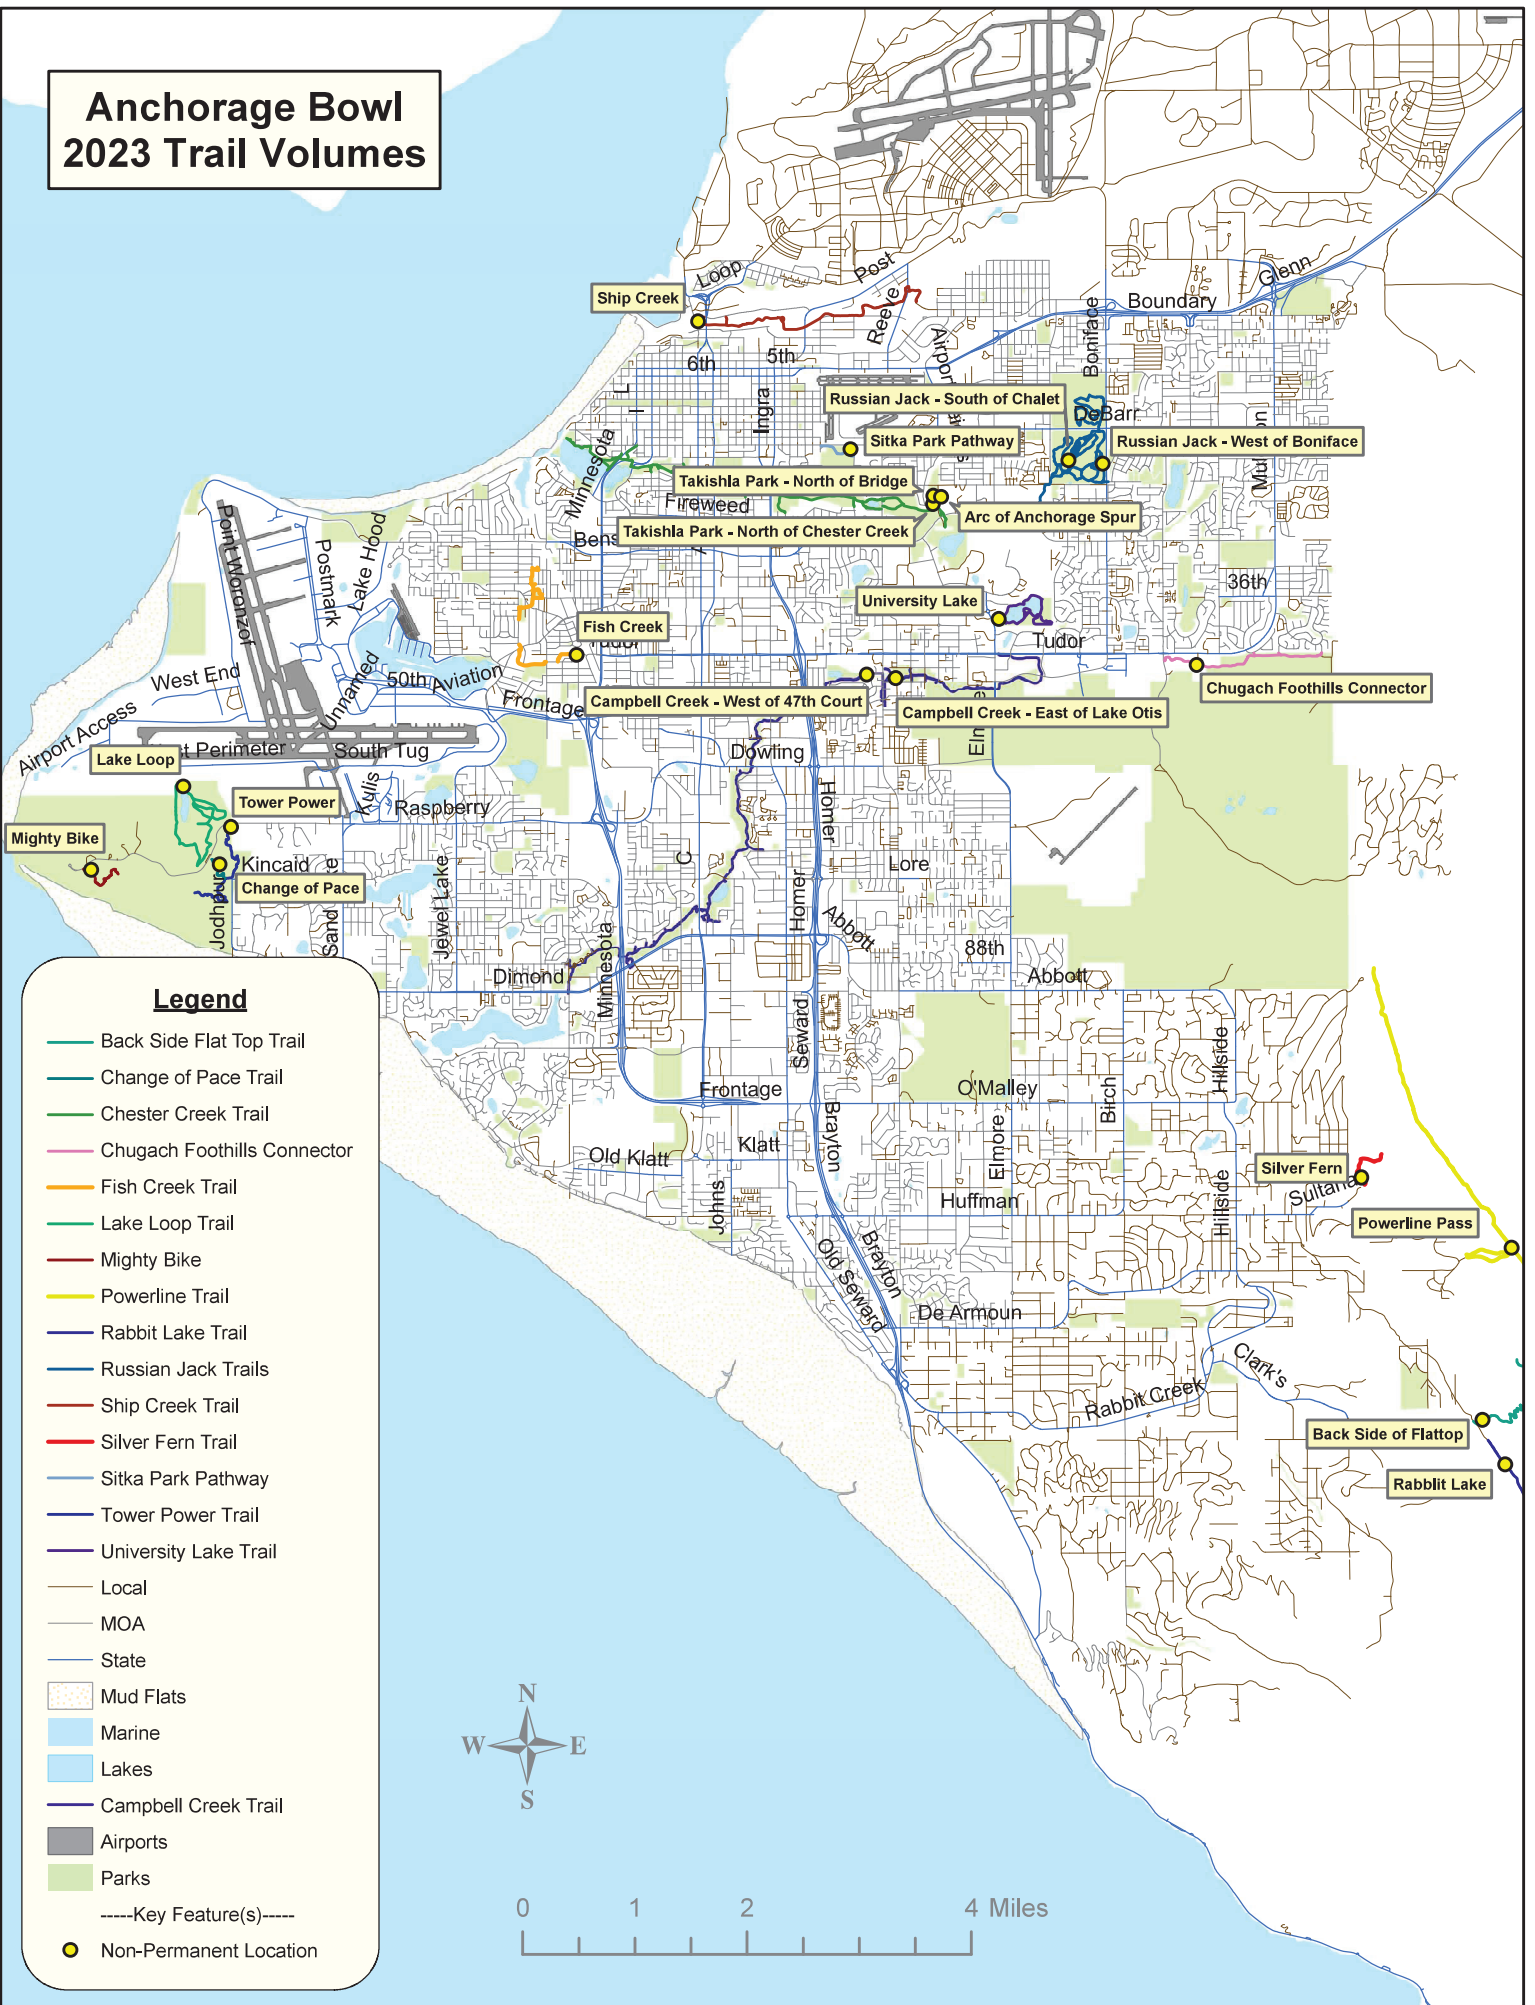 Anchorage Bowl
2023 Trail Volumes
Loop
Post
Glenn
Ship Creek
Boundary
Reeve
Boniface
6th
5th
Airport
L
I
Ingra
Russian Jack - South of Chalet
DeBarr
Minnesota
Sitka Park Pathway
Russian Jack - West of Boniface
Takishla Park - North of Bridge
Fireweed
Arc of Anchorage Spur
Takishla Park - North of Chester Creek
Point Woronzof
Postmark
Lake Hood
36th
University Lake
Fish Creek
Tudor
Tudor
West End
Unnamed
50th
Aviation
Frontage
Campbell Creek - West of 47th Court
Campbell Creek - East of Lake Otis
Chugach Foothills Connector
Airport Access
Perimeter
South Tug
Dowling
Lake Loop
Kulis
Raspberry
Homer
Tower Power
Mighty Bike
Kincaid
Change of Pace
Jewel Lake
C
Lore
Homer
Abbott
88th
Dimond
Minnesota
Abbott
Seward
Frontage
O'Malley
Birch
Hillside
Klatt
Old Klatt
Brayton
Elmore
Johns
Huffman
Hillside
Silver Fern
Sultana
Powerline Pass
Old Seward
Brayton
De Armoun
Clark's
Rabbit Creek
Back Side of Flattop
Rabblit Lake
Legend
Back Side Flat Top Trail
Change of Pace Trail
Chester Creek Trail
Chugach Foothills Connector
Fish Creek Trail
Lake Loop Trail
Mighty Bike
Powerline Trail
Rabbit Lake Trail
Russian Jack Trails
Ship Creek Trail
Silver Fern Trail
Sitka Park Pathway
Tower Power Trail
University Lake Trail
Local
MOA
State
Mud Flats
Marine
Lakes
Campbell Creek Trail
Airports
Parks
-----Key Feature(s)-----
Non-Permanent Location
N
W E
S
0 1 2 4 Miles